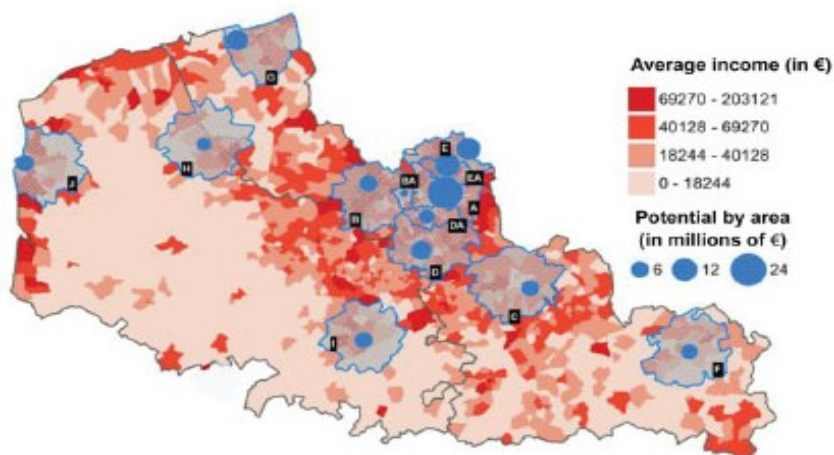 G
Average income (in €)
69270 - 203121
40128 - 69270
18244 - 40128
0 - 18244
E
H
J
BA
EA
B
A
DA
D
Potential by area
(in millions of €)
6 12 24
C
I
F